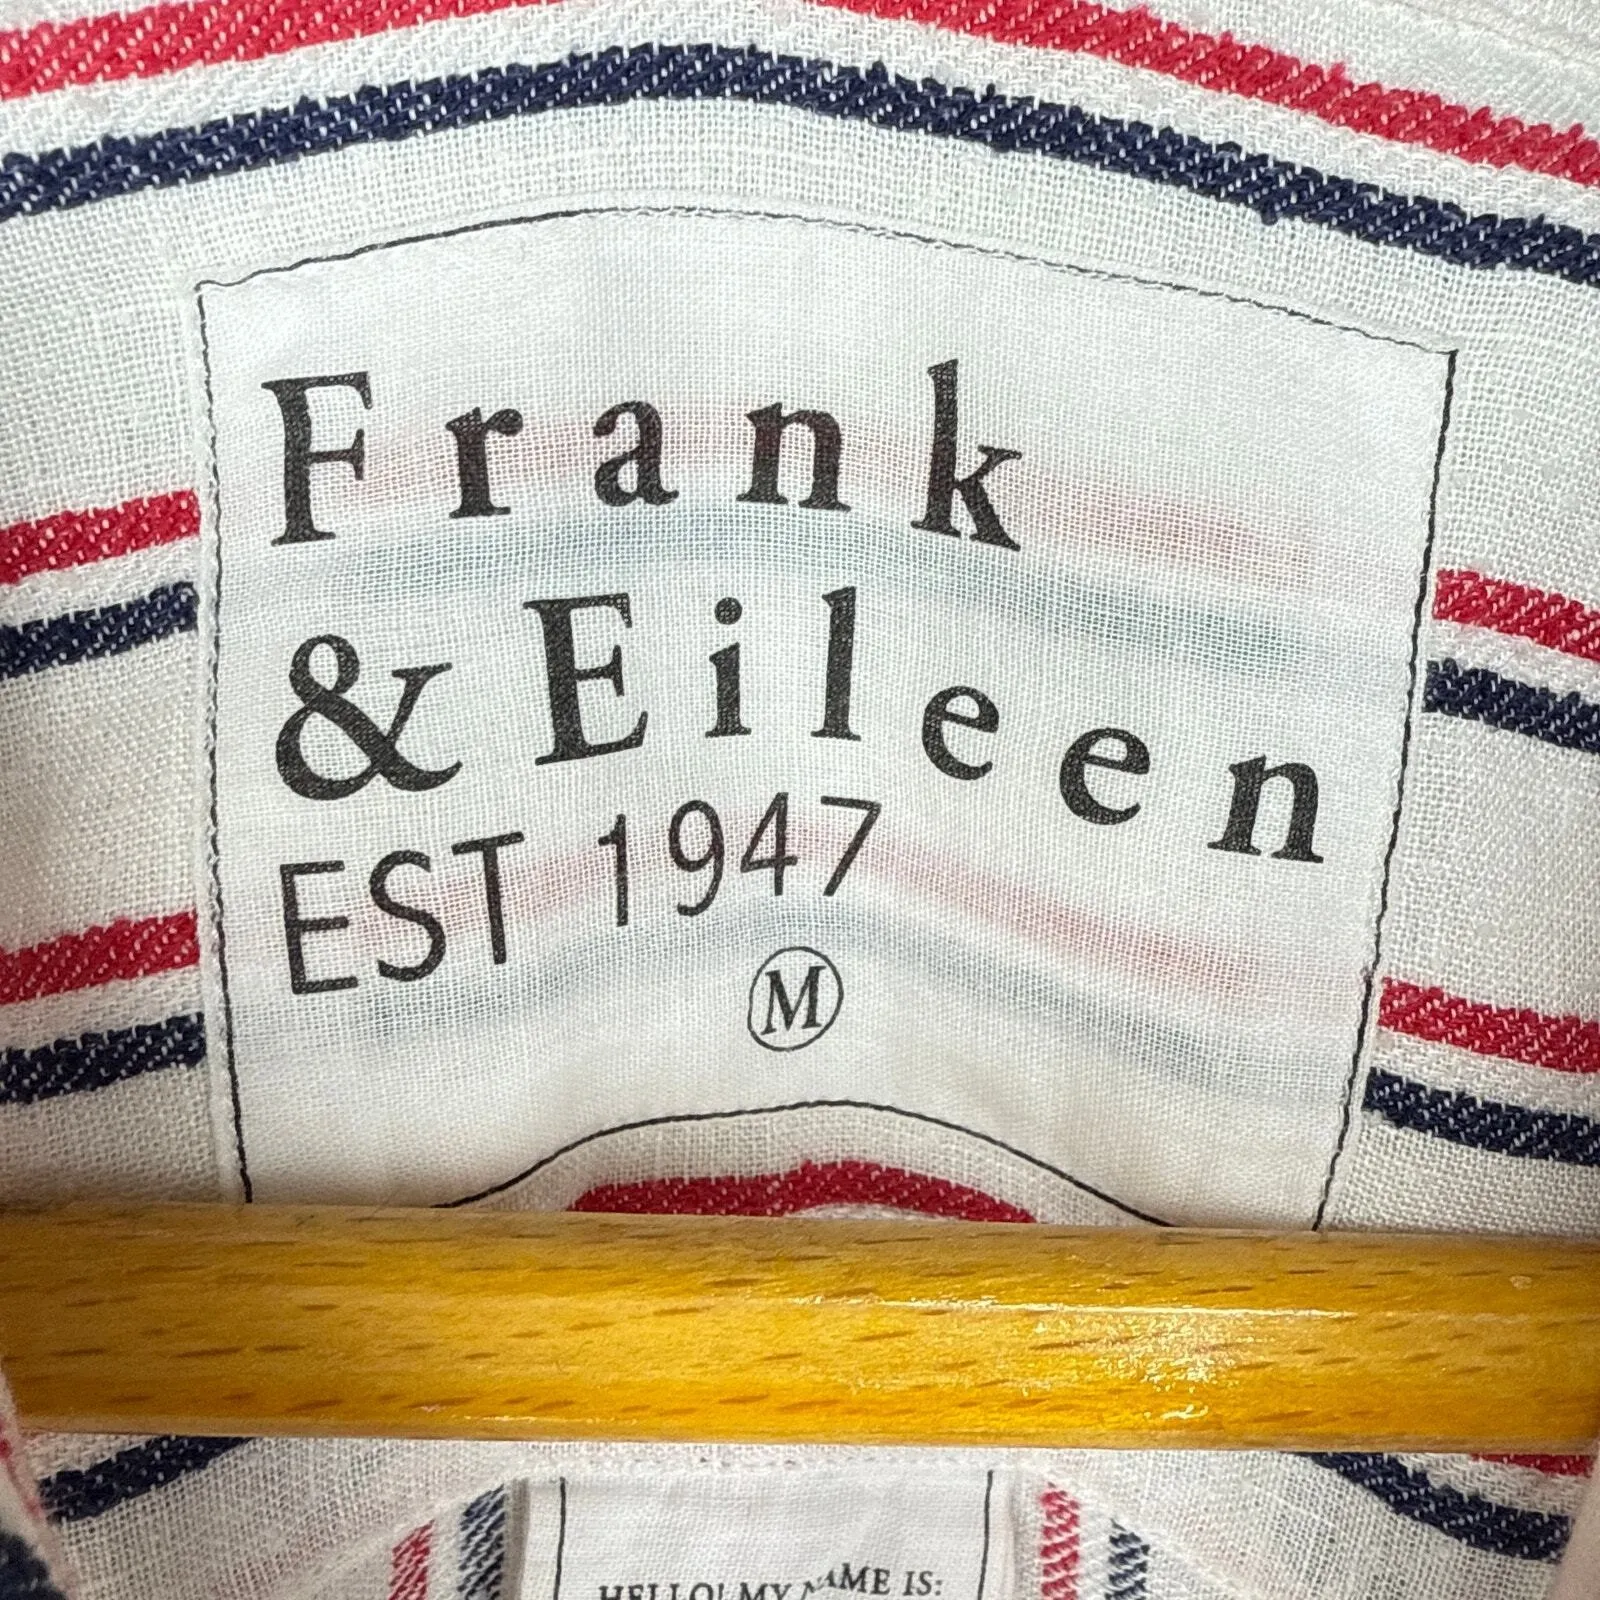 Frank
& Eileen
EST 1947
M
HELLO! MY NAME IS: